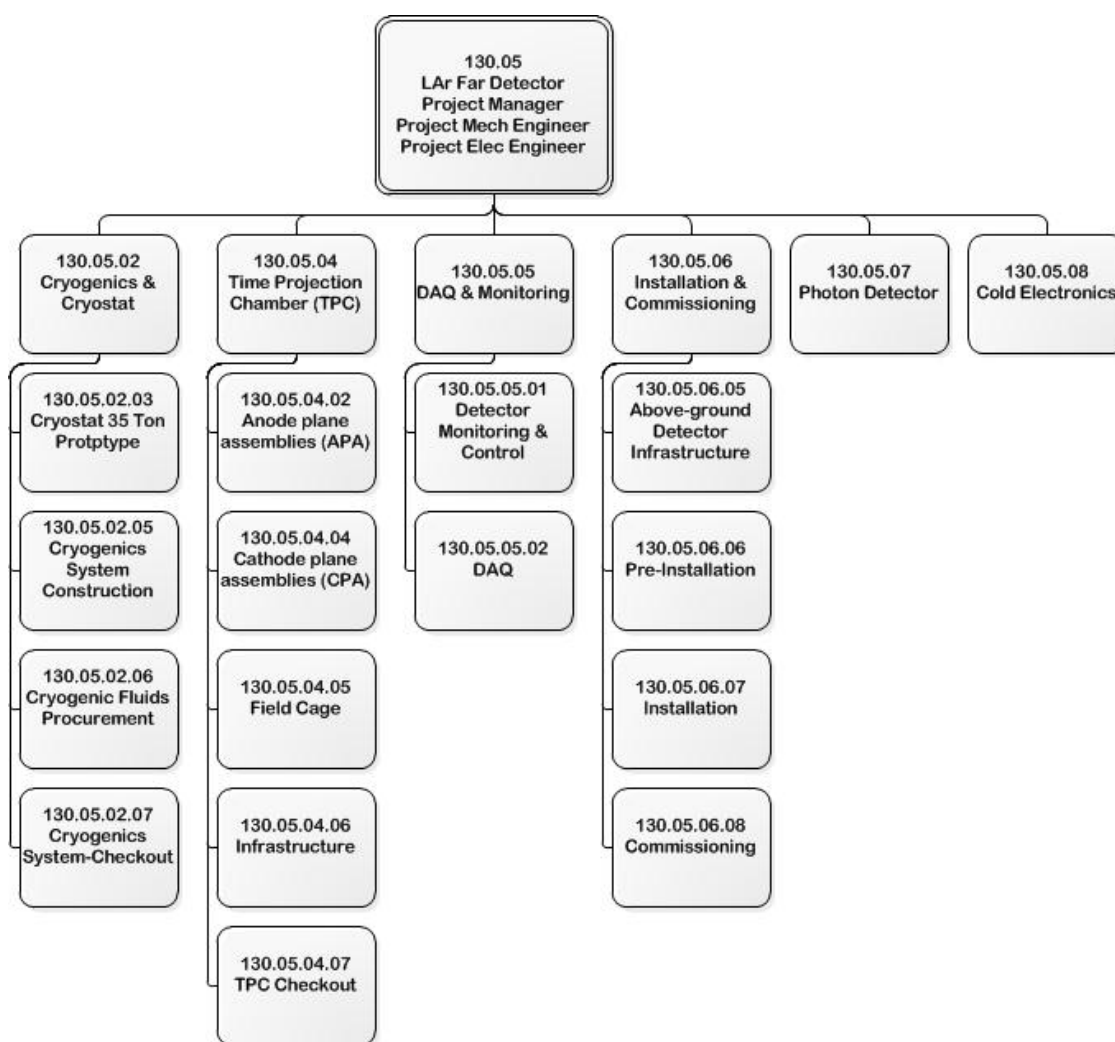 130.05
LAr Far Detector
Project Manager
Project Mech Engineer
Project Elec Engineer
130.05.02
Cryogenics &
Cryostat
130.05.04
Time Projection
Chamber (TPC)
130.05.05
DAQ & Monitoring
130.05.06
Installation &
Commissioning
130.05.07
Photon Detector
130.05.08
Cold Electronics
130.05.02.03
Cryostat 35 Ton
Protptype
130.05.04.02
Anode plane
assemblies (APA)
130.05.05.01
Detector
Monitoring &
Control
130.05.06.05
Above-ground
Detector
Infrastructure
130.05.02.05
Cryogenics
System
Construction
130.05.04.04
Cathode plane
assemblies (CPA)
130.05.05.02
DAQ
130.05.06.06
Pre-Installation
130.05.02.06
Cryogenic Fluids
Procurement
130.05.04.05
Field Cage
130.05.06.07
Installation
130.05.02.07
Cryogenics
System-Checkout
130.05.04.06
Infrastructure
130.05.06.08
Commissioning
130.05.04.07
TPC Checkout